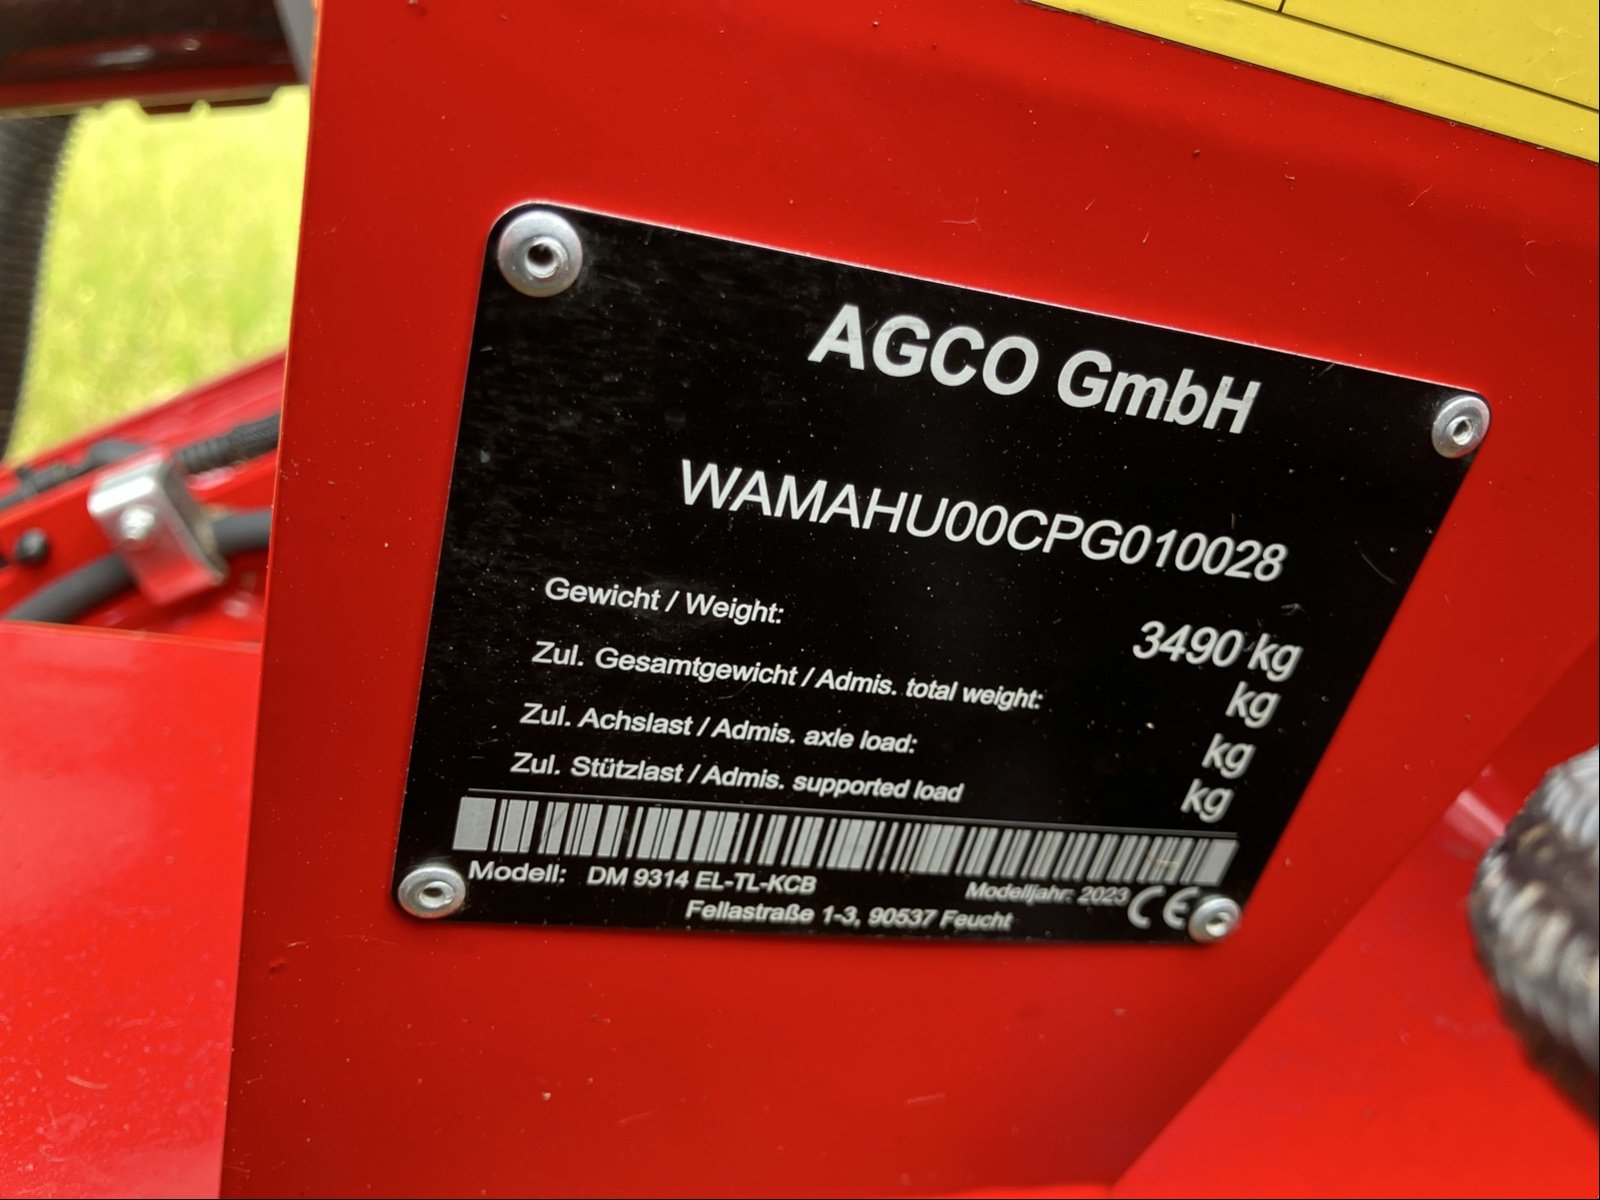 AGCO GmbH
WAMAHU00CPG010028
Gewicht / Weight: 3490 kg
Zul. Gesamtgewicht / Admis. total weight: kg
Zul. Achslast / Admis. axle load: kg
Zul. Stützlast / Admis. supported load kg
Modell: DM 9314 EL-TL-KCB Modelljahr: 2023 CE
Fellastraße 1-3, 90537 Feucht